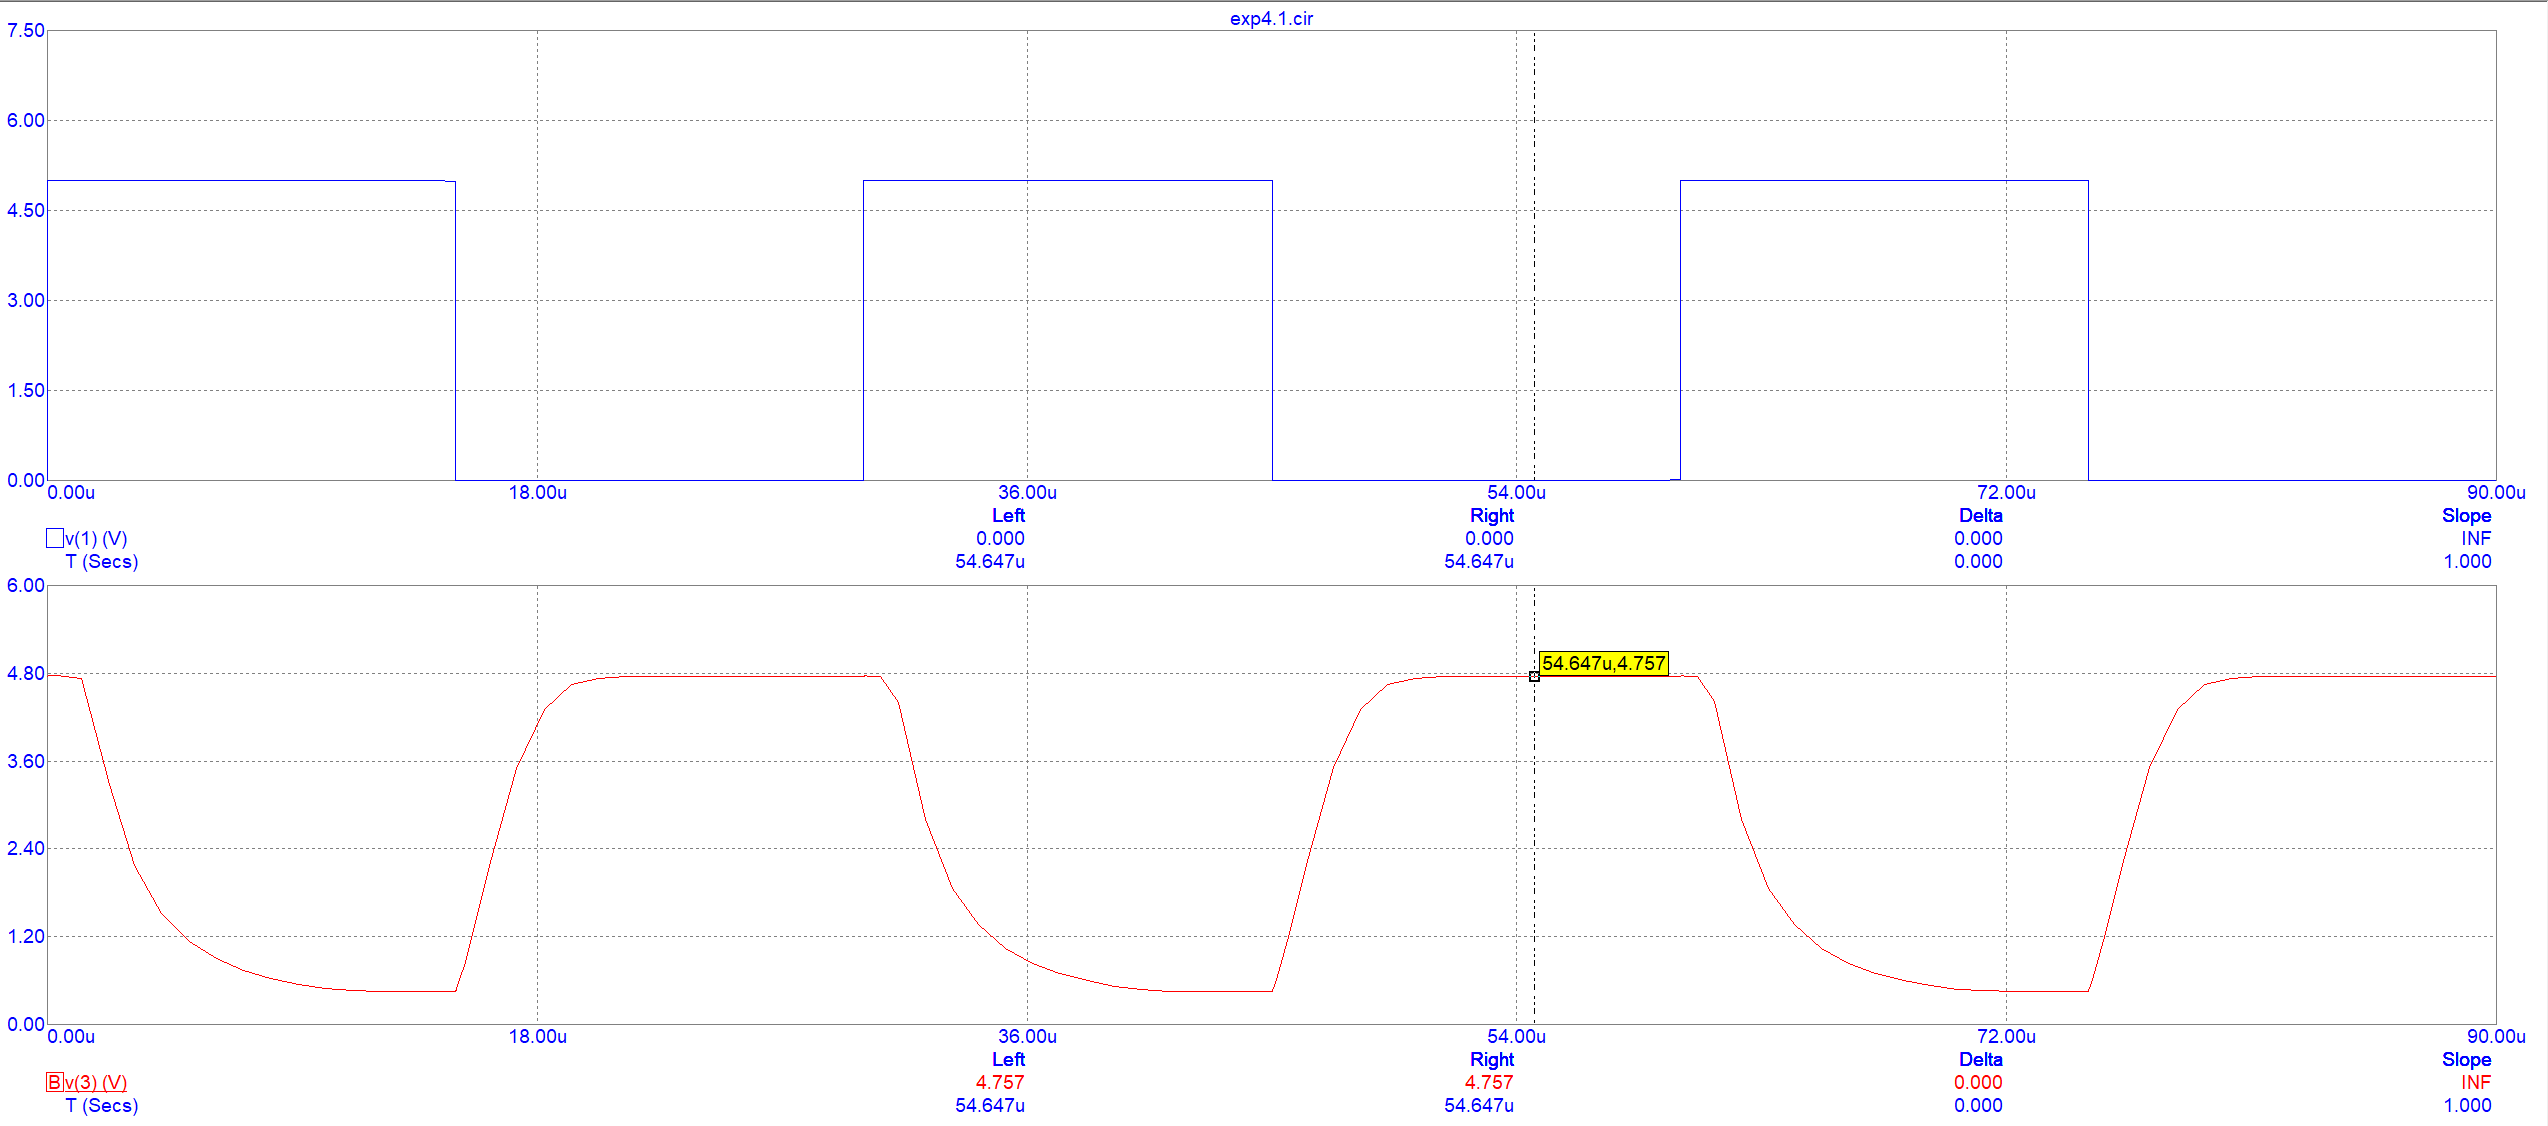 exp4.1.cir
7.50
6.00
4.50
3.00
1.50
0.00
0.00u 18.00u 36.00u 54.00u 72.00u 90.00u
Left Right Delta Slope
v(1) (V) 0.000 0.000 0.000 INF
T (Secs) 54.647u 54.647u 0.000 1.000
6.00
4.80
54.647u,4.757
3.60
2.40
1.20
0.00
0.00u 18.00u 36.00u 54.00u 72.00u 90.00u
Left Right Delta Slope
B v(3) (V) 4.757 4.757 0.000 INF
T (Secs) 54.647u 54.647u 0.000 1.000